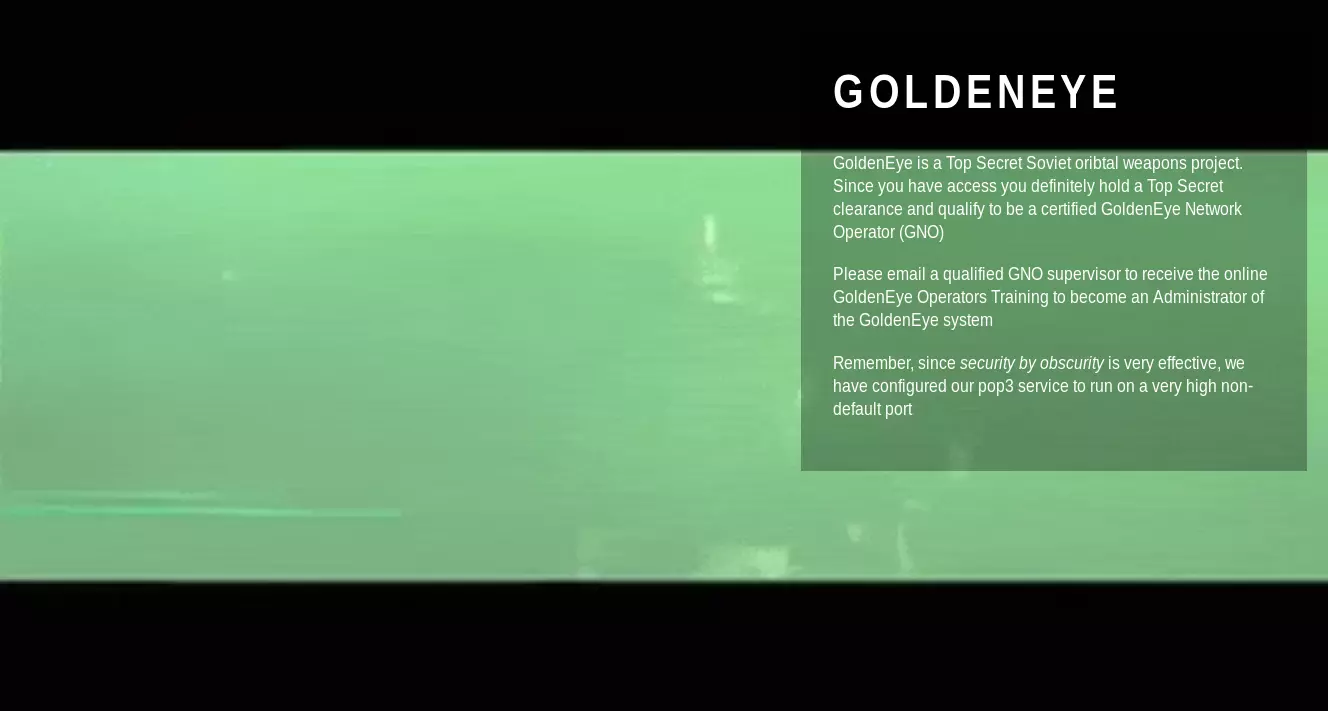 GOLDENEYE
GoldenEye is a Top Secret Soviet oribtal weapons project.
Since you have access you definitely hold a Top Secret
clearance and qualify to be a certified GoldenEye Network
Operator (GNO)
Please email a qualified GNO supervisor to receive the online
GoldenEye Operators Training to become an Administrator of
the GoldenEye system
Remember, since security by obscurity is very effective, we
have configured our pop3 service to run on a very high non-
default port